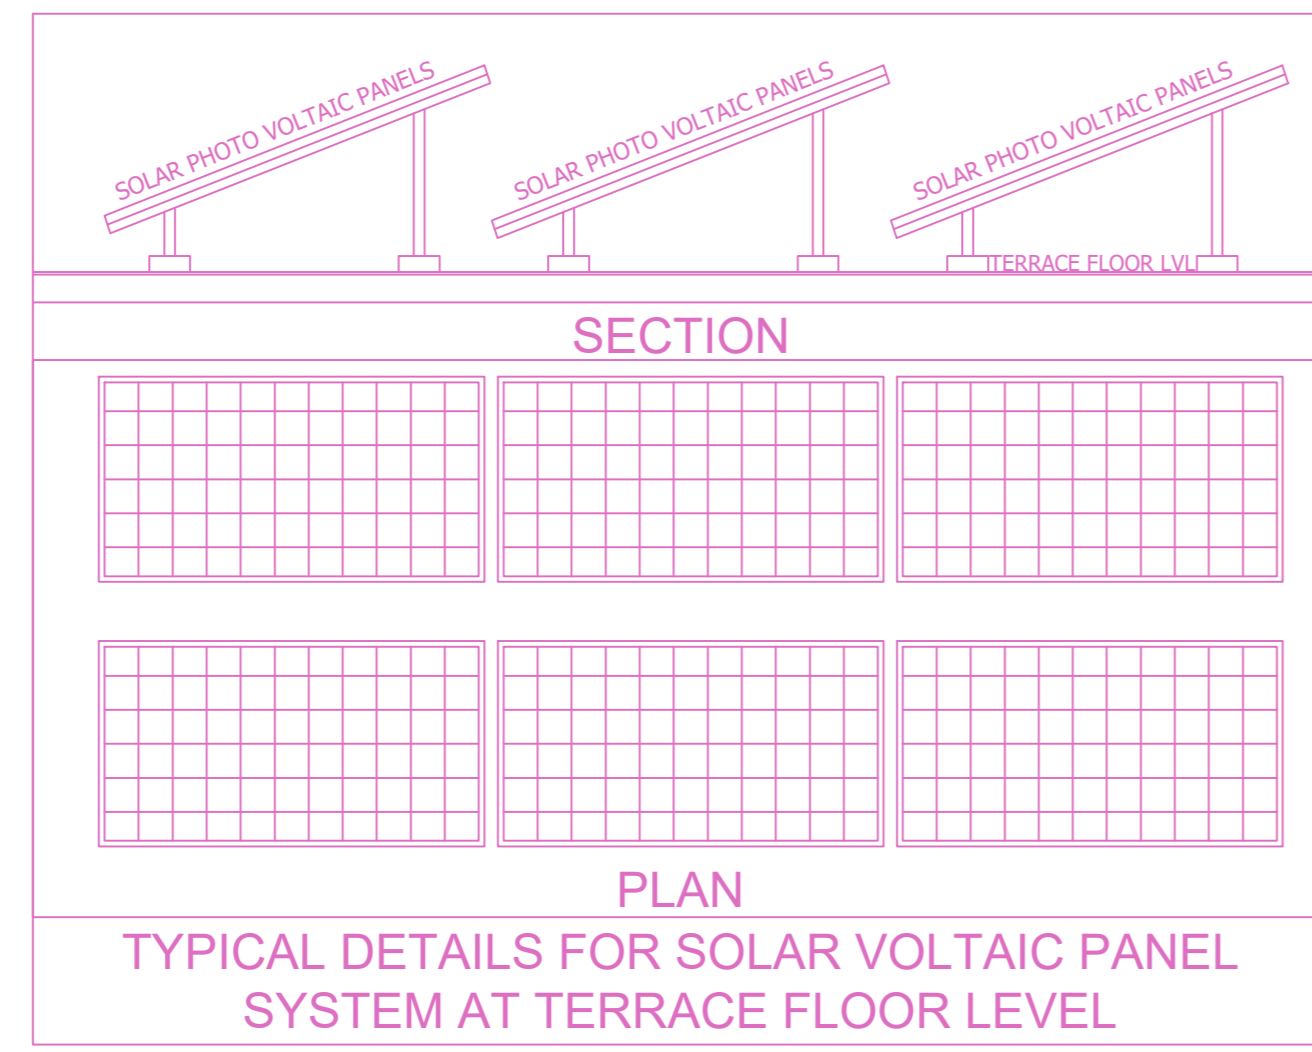 SOLAR PHOTO VOLTAIC PANELS
SOLAR PHOTO VOLTAIC PANELS
SOLAR PHOTO VOLTAIC PANELS
TERRACE FLOOR LVL
SECTION
PLAN
TYPICAL DETAILS FOR SOLAR VOLTAIC PANEL
SYSTEM AT TERRACE FLOOR LEVEL